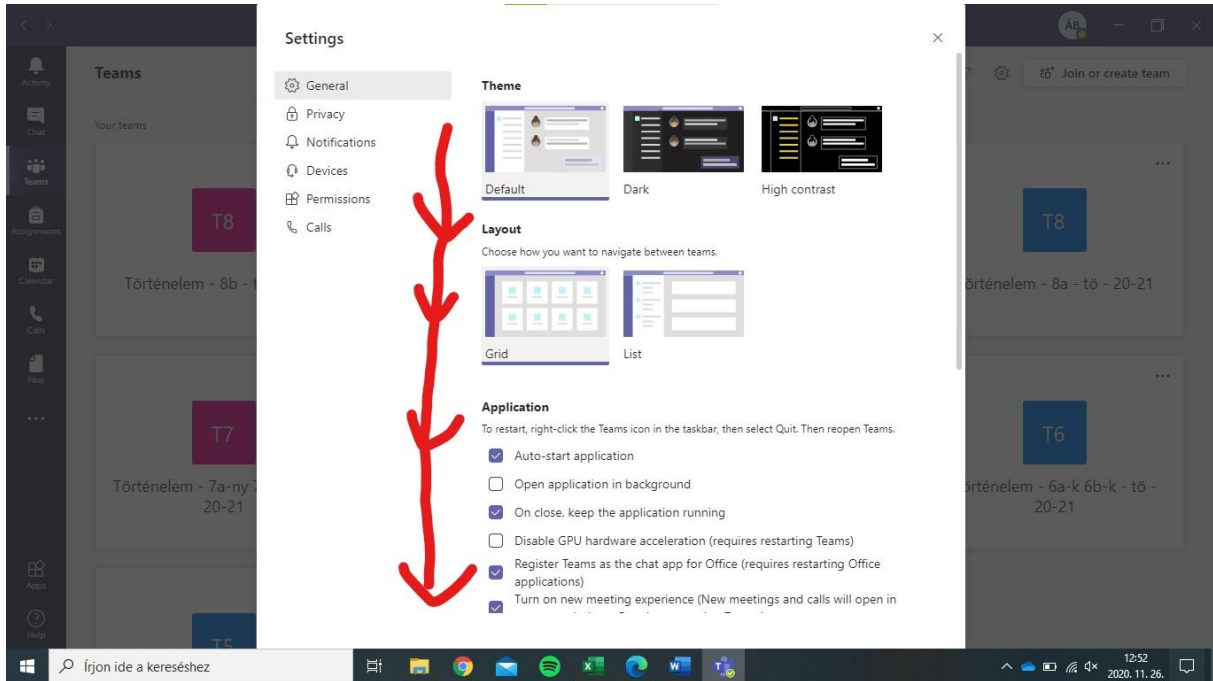 Settings
ÁB
Activity
Teams
Join or create team
General
Theme
Chat
Your teams
Privacy
Notifications
Teams
Devices
Default
Dark
High contrast
Permissions
Assignments
T8
T8
Calls
Layout
Choose how you want to navigate between teams.
Calendar
Történelem - 8b - t
örténelem - 8a - tö - 20-21
Calls
Grid
List
Files
Application
To restart, right-click the Teams icon in the taskbar, then select Quit. Then reopen Teams.
T7
T6
Auto-start application
Open application in background
Történelem - 7a-ny 7
20-21
örténelem - 6a-k 6b-k - tö -
20-21
On close, keep the application running
Disable GPU hardware acceleration (requires restarting Teams)
Register Teams as the chat app for Office (requires restarting Office
applications)
Turn on new meeting experience (New meetings and calls will open in
Apps
Help
T5
Írjon ide a kereséshez
12:52
2020. 11. 26.